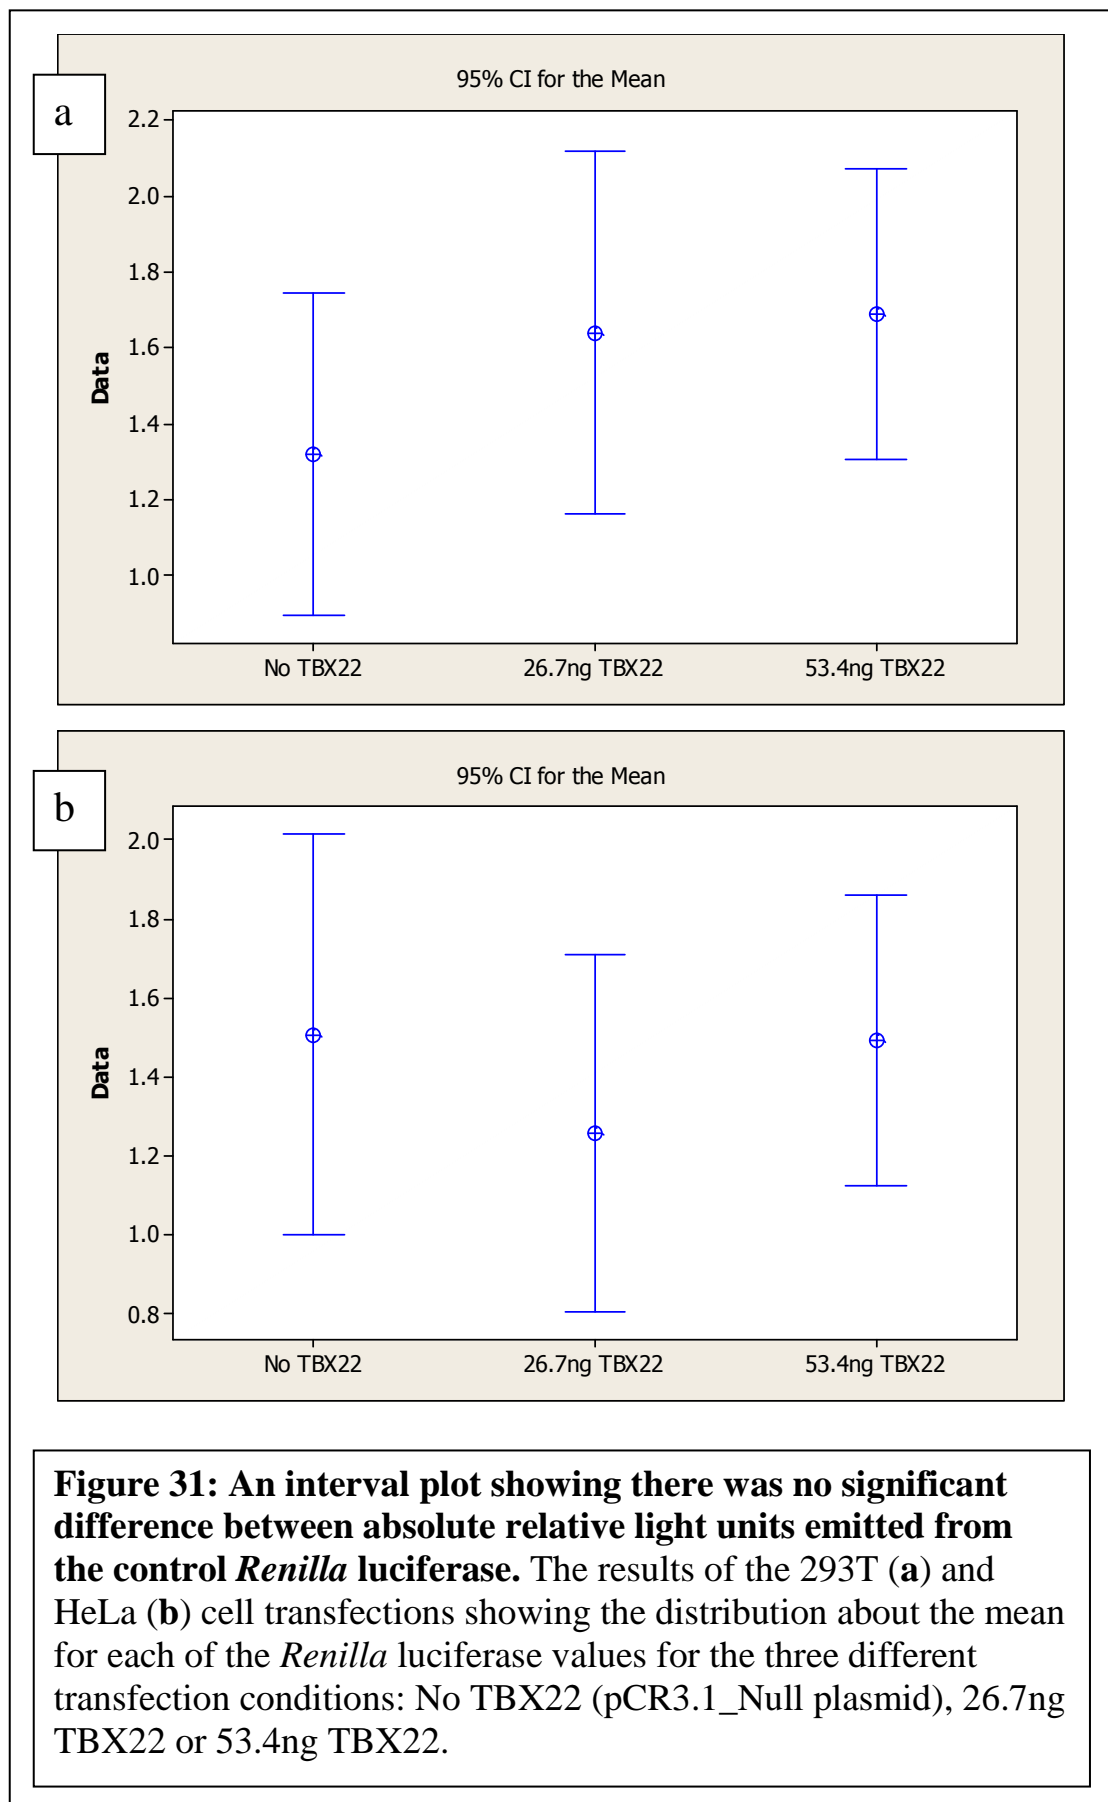 a
95% CI for the Mean
2.2
2.0
1.8
1.6
1.4
1.2
1.0
Data
No TBX22 26.7ng TBX22 53.4ng TBX22
b
95% CI for the Mean
2.0
1.8
1.6
1.4
1.2
1.0
0.8
Data
No TBX22 26.7ng TBX22 53.4ng TBX22
Figure 31: An interval plot showing there was no significant
difference between absolute relative light units emitted from
the control Renilla luciferase. The results of the 293T (a) and
HeLa (b) cell transfections showing the distribution about the mean
for each of the Renilla luciferase values for the three different
transfection conditions: No TBX22 (pCR3.1_Null plasmid), 26.7ng
TBX22 or 53.4ng TBX22.